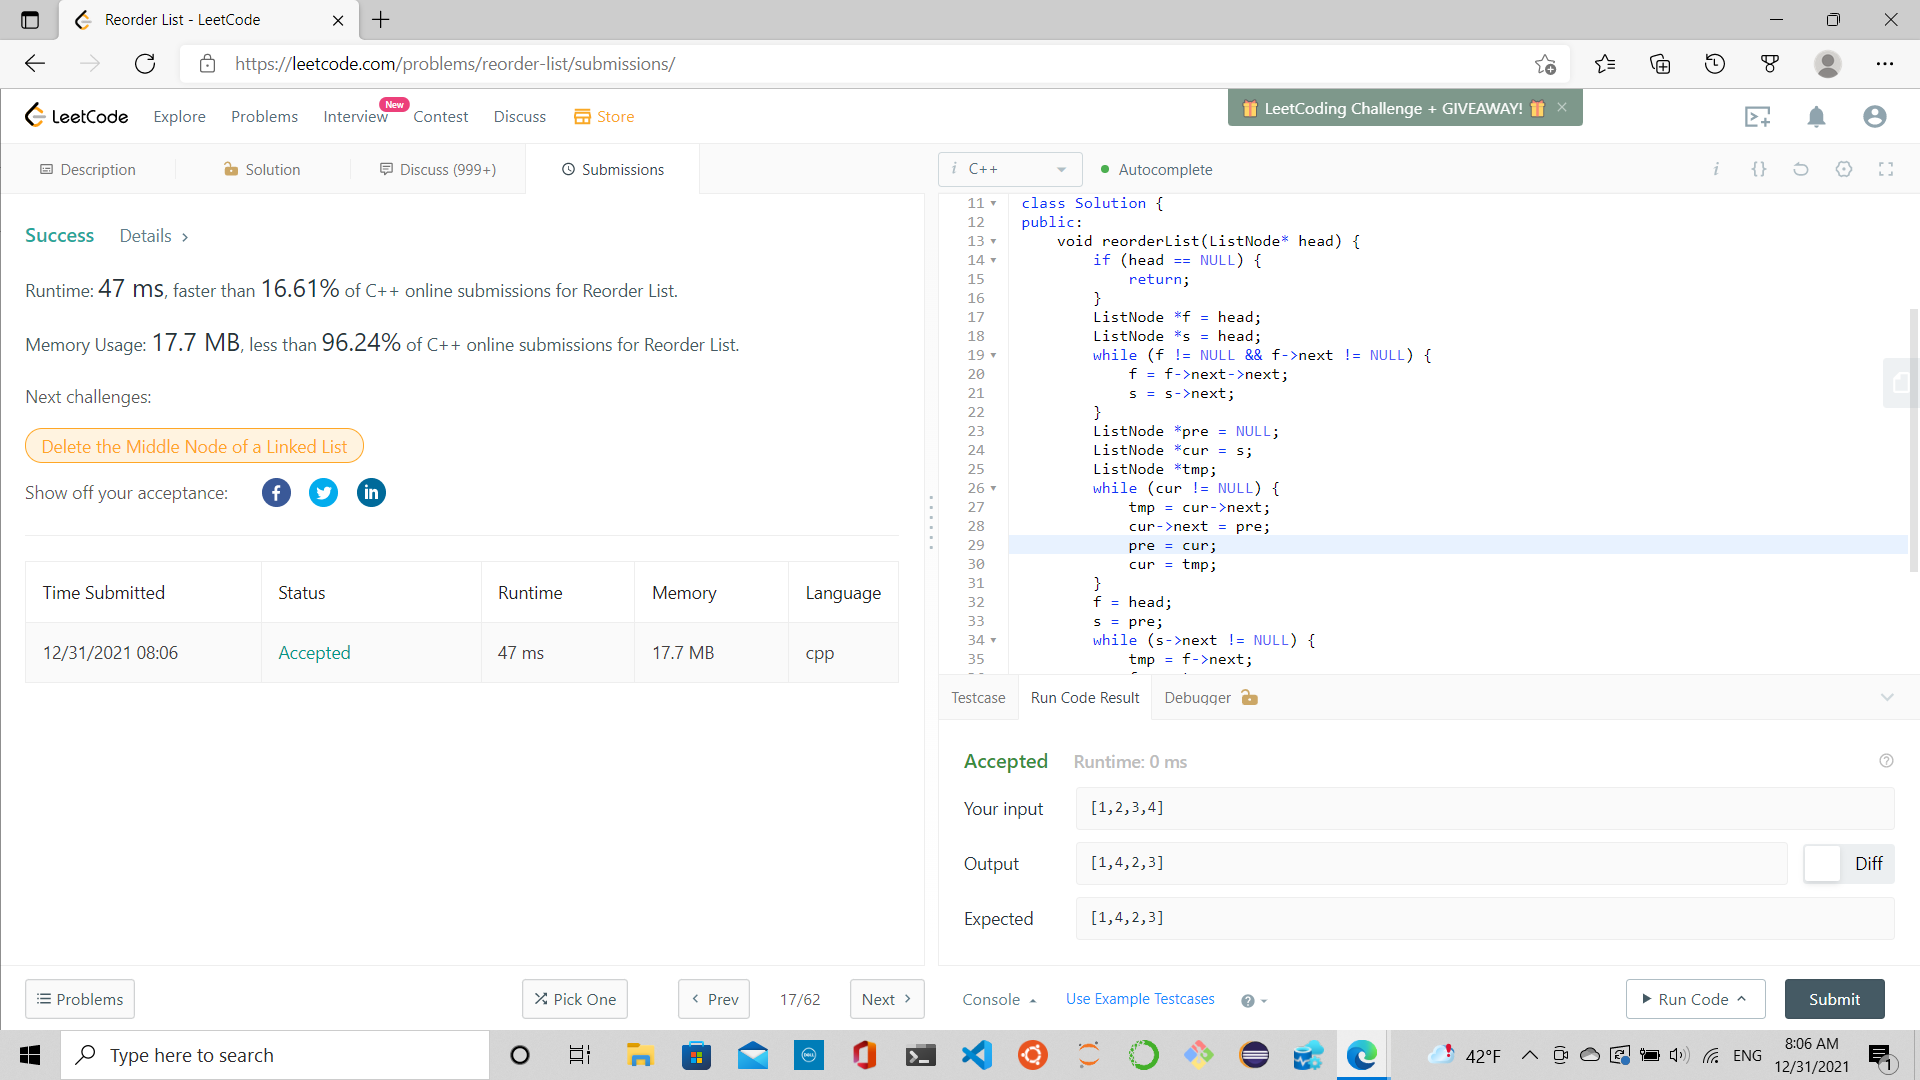 Reorder List - LeetCode
https://leetcode.com/problems/reorder-list/submissions/
LeetCode Explore Problems Interview New Contest Discuss Store
LeetCoding Challenge + GIVEAWAY!
Description Solution Discuss (999+) Submissions
Success Details
Runtime: 47 ms, faster than 16.61% of C++ online submissions for Reorder List.
Memory Usage: 17.7 MB, less than 96.24% of C++ online submissions for Reorder List.
Next challenges:
Delete the Middle Node of a Linked List
Show off your acceptance:
Time Submitted Status Runtime Memory Language
12/31/2021 08:06 Accepted 47 ms 17.7 MB cpp
Problems Pick One Prev 17/62 Next
i C++ Autocomplete
11 class Solution {
12 public:
13 void reorderList(ListNode* head) {
14 if (head == NULL) {
15 return;
16 }
17 ListNode *f = head;
18 ListNode *s = head;
19 while (f != NULL && f->next != NULL) {
20 f = f->next->next;
21 s = s->next;
22 }
23 ListNode *pre = NULL;
24 ListNode *cur = s;
25 ListNode *tmp;
26 while (cur != NULL) {
27 tmp = cur->next;
28 cur->next = pre;
29 pre = cur;
30 cur = tmp;
31 }
32 f = head;
33 s = pre;
34 while (s->next != NULL) {
35 tmp = f->next;
Testcase Run Code Result Debugger
Accepted Runtime: 0 ms
Your input [1,2,3,4]
Output [1,4,2,3] Diff
Expected [1,4,2,3]
Console Use Example Testcases Run Code Submit
Type here to search
42°F ENG 8:06 AM
12/31/2021 1